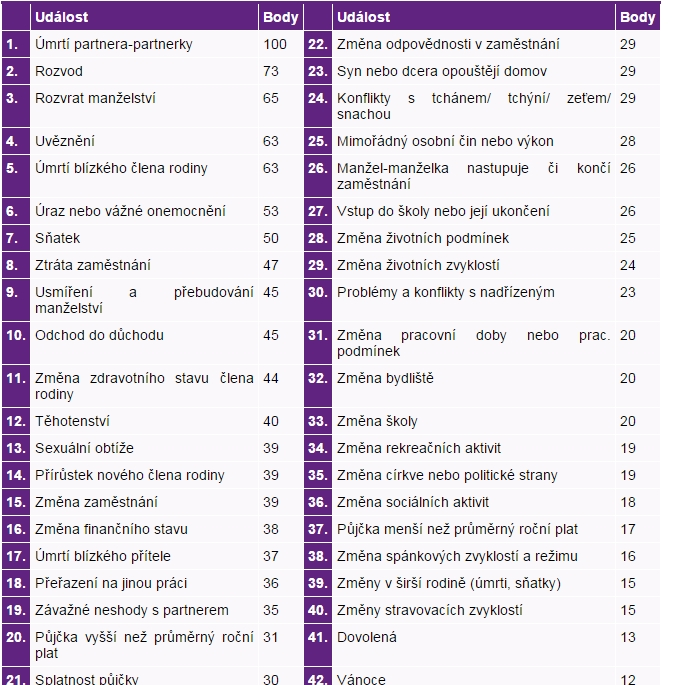 Událost Body Událost Body
1. Úmrtí partnera-partnerky 100 22. Změna odpovědnosti v zaměstnání 29
2. Rozvod 73 23. Syn nebo dcera opouštějí domov 29
3. Rozvrat manželství 65 24. Konflikty s tchánem/ tchýní/ zeťem/ 29
snachou
4. Uvěznění 63 25. Mimořádný osobní čin nebo výkon 28
5. Úmrtí blízkého člena rodiny 63 26. Manžel-manželka nastupuje či končí 26
zaměstnání
6. Úraz nebo vážné onemocnění 53 27. Vstup do školy nebo její ukončení 26
7. Sňatek 50 28. Změna životních podmínek 25
8. Ztráta zaměstnání 47 29. Změna životních zvyklostí 24
9. Usmíření a přebudování 45 30. Problémy a konflikty s nadřízeným 23
manželství
10. Odchod do důchodu 45 31. Změna pracovní doby nebo prac. 20
podmínek
11. Změna zdravotního stavu člena 44 32. Změna bydliště 20
rodiny
12. Těhotenství 40 33. Změna školy 20
13. Sexuální obtíže 39 34. Změna rekreačních aktivit 19
14. Přírůstek nového člena rodiny 39 35. Změna církve nebo politické strany 19
15. Změna zaměstnání 39 36. Změna sociálních aktivit 18
16. Změna finančního stavu 38 37. Půjčka menší než průměrný roční plat 17
17. Úmrtí blízkého přítele 37 38. Změna spánkových zvyklostí a režimu 16
18. Přeřazení na jinou práci 36 39. Změny v širší rodině (úmrti, sňatky) 15
19. Závažné neshody s partnerem 35 40. Změny stravovacích zvyklostí 15
20. Půjčka vyšší než průměrný roční 31 41. Dovolená 13
plat
21. Splatnost půjčky 30 42. Vánoce 12